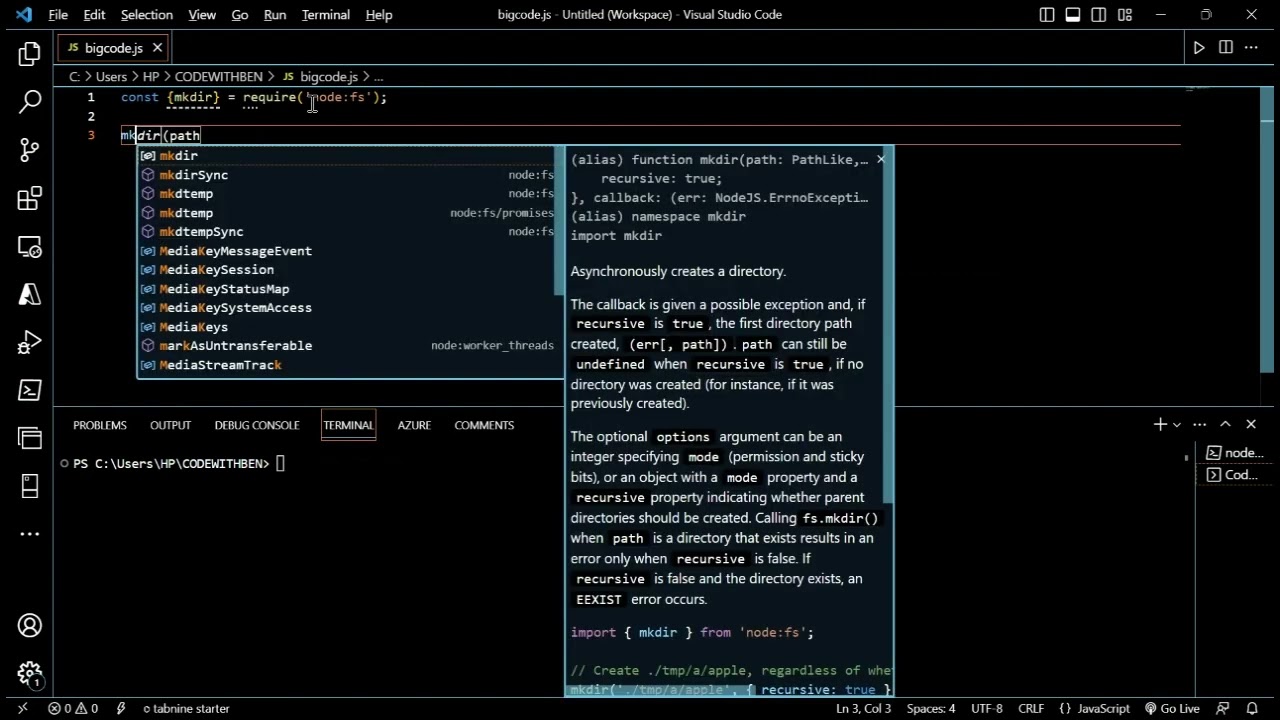 File Edit Selection View Go Run Terminal Help
bigcode.js - Untitled (Workspace) - Visual Studio Code
JS bigcode.js
C: > Users > HP > CODEWITHBEN > JS bigcode.js > ...
1 const {mkdir} = require('node:fs');
2
3 mkdir(path
mkdir
mkdirSync node:fs
mkdtemp node:fs
mkdtemp node:fs/promises
mkdtempSync node:fs
MediaKeyMessageEvent
MediaKeySession
MediaKeyStatusMap
MediaKeySystemAccess
MediaKeys
markAsUntransferable node:worker_threads
MediaStreamTrack
(alias) function mkdir(path: PathLike,…
recursive: true;
}, callback: (err: NodeJS.ErrnoExcepti…
(alias) namespace mkdir
import mkdir
Asynchronously creates a directory.
The callback is given a possible exception and, if
recursive is true, the first directory path
created, (err[, path]). path can still be
undefined when recursive is true, if no
directory was created (for instance, if it was
previously created).
The optional options argument can be an
integer specifying mode (permission and sticky
bits), or an object with a mode property and a
recursive property indicating whether parent
directories should be created. Calling fs.mkdir()
when path is a directory that exists results in an
error only when recursive is false. If
recursive is false and the directory exists, an
EEXIST error occurs.
import { mkdir } from 'node:fs';
// Create ./tmp/a/apple, regardless of whe
mkdir('./tmp/a/apple', { recursive: true }
PROBLEMS OUTPUT DEBUG CONSOLE TERMINAL AZURE COMMENTS
PS C:\Users\HP\CODEWITHBEN>
node...
Cod...
1
0 0 tabnine starter
Ln 3, Col 3 Spaces: 4 UTF-8 CRLF {} JavaScript Go Live